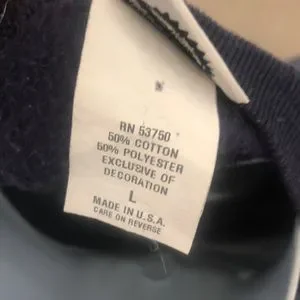 RN 53750
50% COTTON
50% POLYESTER
EXCLUSIVE OF
DECORATION
L
MADE IN U.S.A.
CARE ON REVERSE